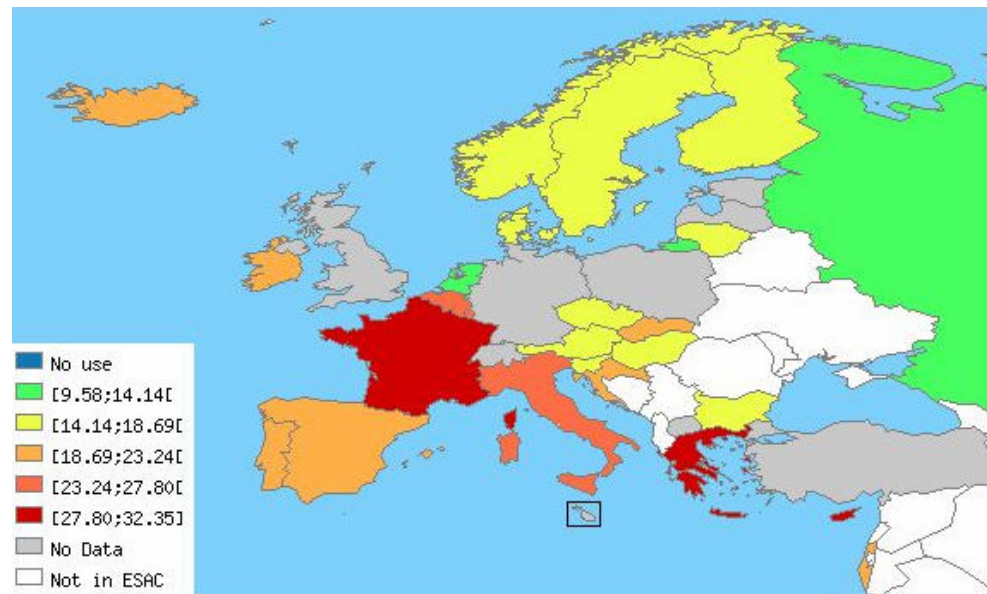 No use
[9.58;14.14[
[14.14;18.69[
[18.69;23.24[
[23.24;27.80[
[27.80;32.35]
No Data
Not in ESAC